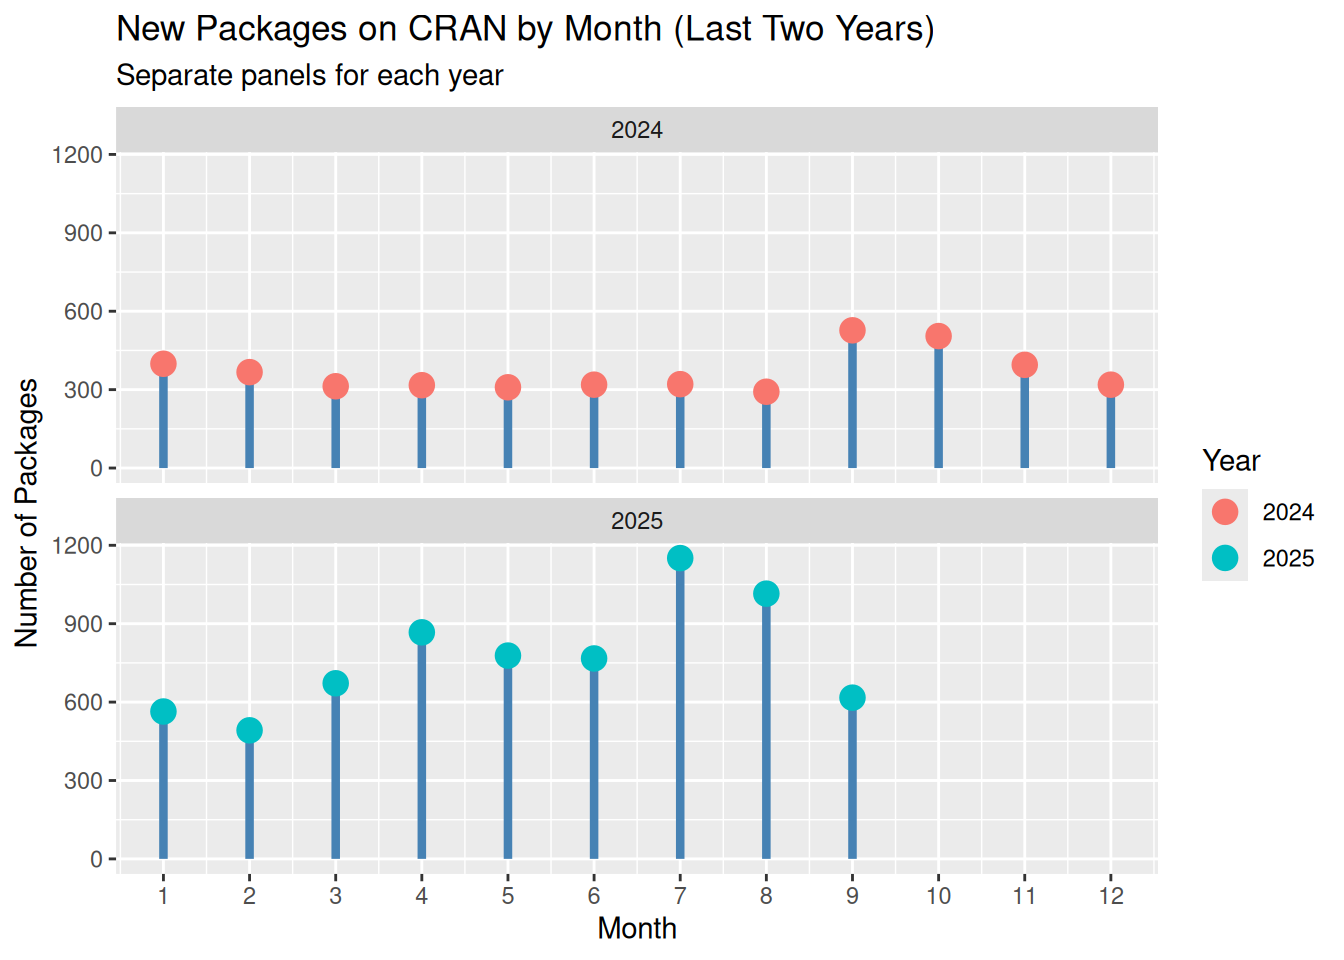 New Packages on CRAN by Month (Last Two Years)
Separate panels for each year
2024
1200
900
600
300
0
2025
1200
900
600
300
0
1 2 3 4 5 6 7 8 9 10 11 12
Month
Number of Packages
Year
2024
2025